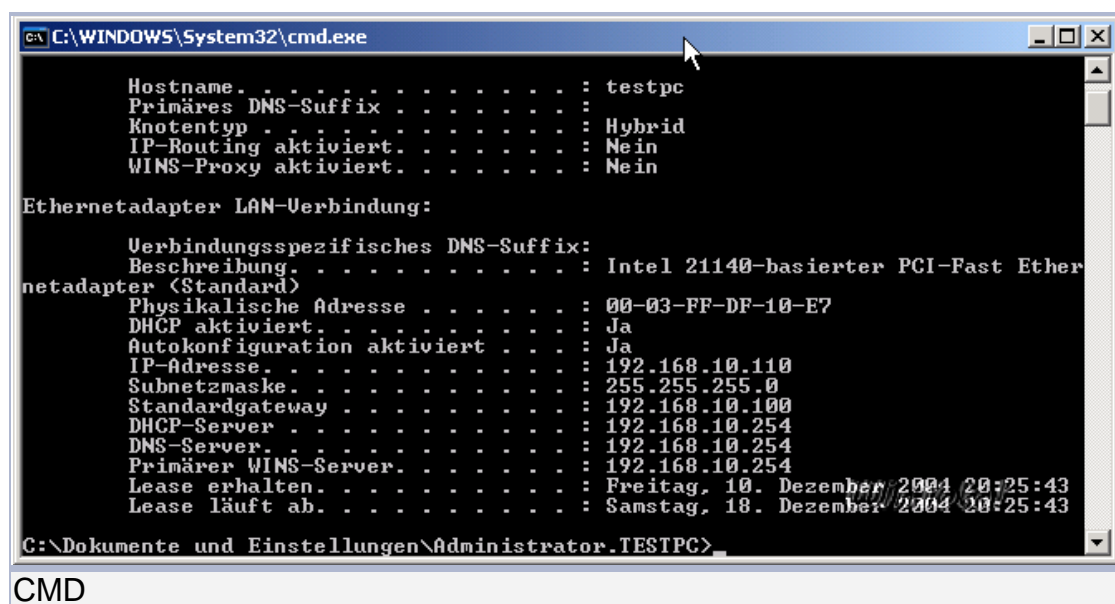 C:\WINDOWS\System32\cmd.exe
Hostname. . . . . . . . . . . . . . : testpc
Primäres DNS-Suffix . . . . . . . :
Knotentyp . . . . . . . . . . . . : Hybrid
IP-Routing aktiviert. . . . . . . : Nein
WINS-Proxy aktiviert. . . . . . . : Nein
Ethernetadapter LAN-Verbindung:
Verbindungsspezifisches DNS-Suffix:
Beschreibung. . . . . . . . . . . : Intel 21140-basierter PCI-Fast Ether
netadapter (Standard)
Physikalische Adresse . . . . . . : 00-03-FF-DF-10-E7
DHCP aktiviert. . . . . . . . . . : Ja
Autokonfiguration aktiviert . . . : Ja
IP-Adresse. . . . . . . . . . . . : 192.168.10.110
Subnetzmaske. . . . . . . . . . . : 255.255.255.0
Standardgateway . . . . . . . . . : 192.168.10.100
DHCP-Server . . . . . . . . . . . : 192.168.10.254
DNS-Server. . . . . . . . . . . . : 192.168.10.254
Primärer WINS-Server. . . . . . . : 192.168.10.254
Lease erhalten. . . . . . . . . . : Freitag, 10. Dezember 2004 20:25:43
Lease läuft ab. . . . . . . . . . : Samstag, 18. Dezember 2004 20:25:43
C:\Dokumente und Einstellungen\Administrator.TESTPC>_
CMD